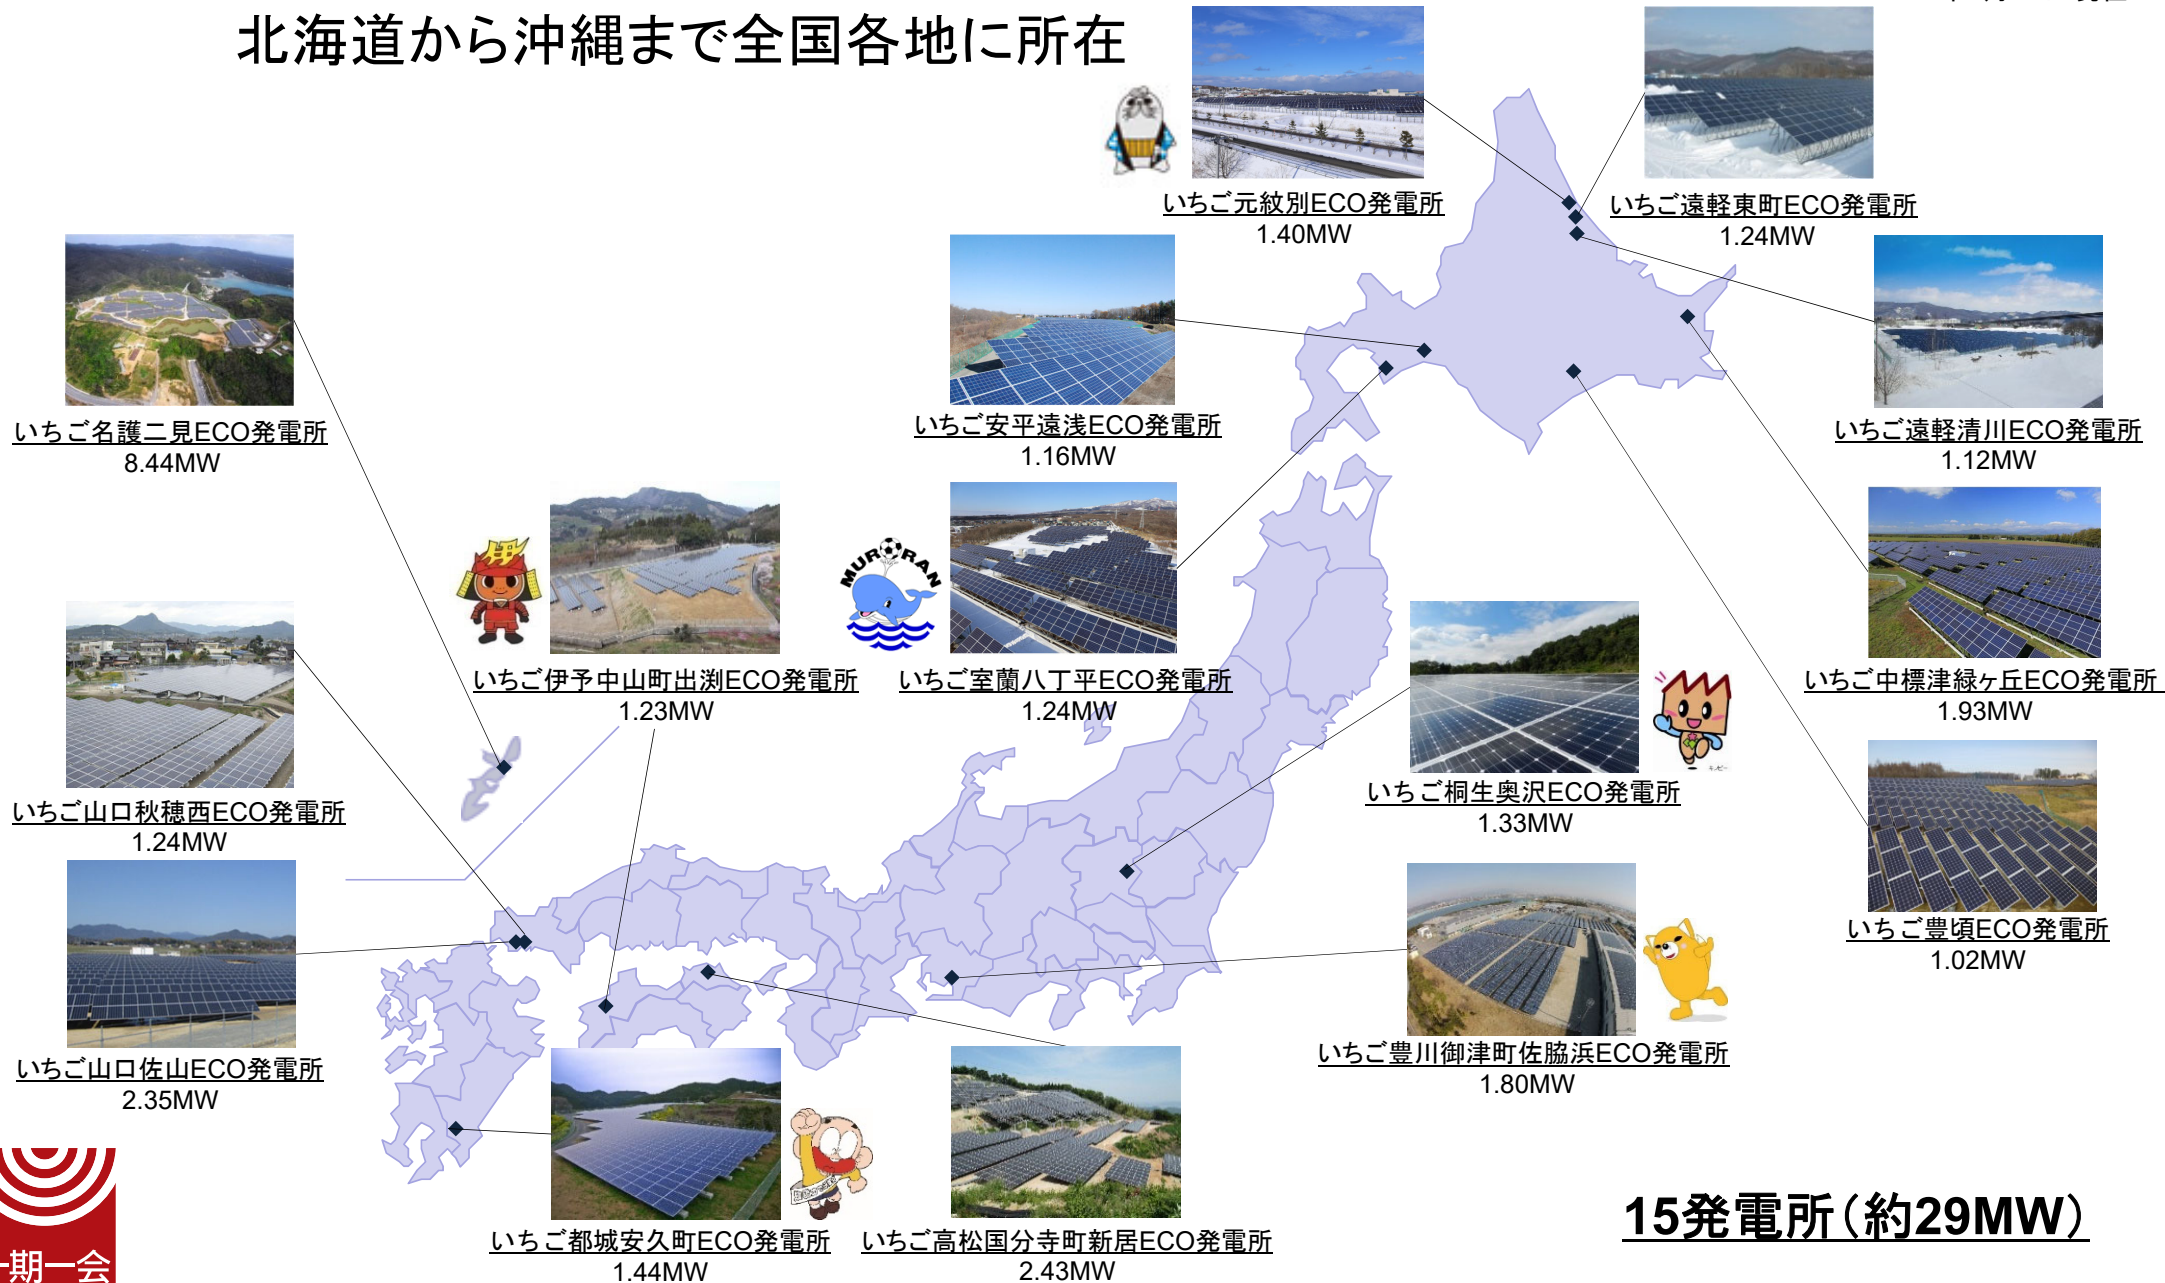 北海道から沖縄まで全国各地に所在
いちご元紋別ECO発電所
1.40MW
いちご遠軽東町ECO発電所
1.24MW
いちご名護二見ECO発電所
8.44MW
いちご安平遠浅ECO発電所
1.16MW
いちご遠軽清川ECO発電所
1.12MW
MURORAN
いちご伊予中山町出渕ECO発電所
1.23MW
いちご室蘭八丁平ECO発電所
1.24MW
いちご中標津緑ヶ丘ECO発電所
1.93MW
いちご山口秋穂西ECO発電所
1.24MW
いちご桐生奥沢ECO発電所
1.33MW
いちご豊頃ECO発電所
1.02MW
いちご山口佐山ECO発電所
2.35MW
いちご豊川御津町佐脇浜ECO発電所
1.80MW
いちご都城安久町ECO発電所
1.44MW
いちご高松国分寺町新居ECO発電所
2.43MW
15発電所（約29MW）
一期一会